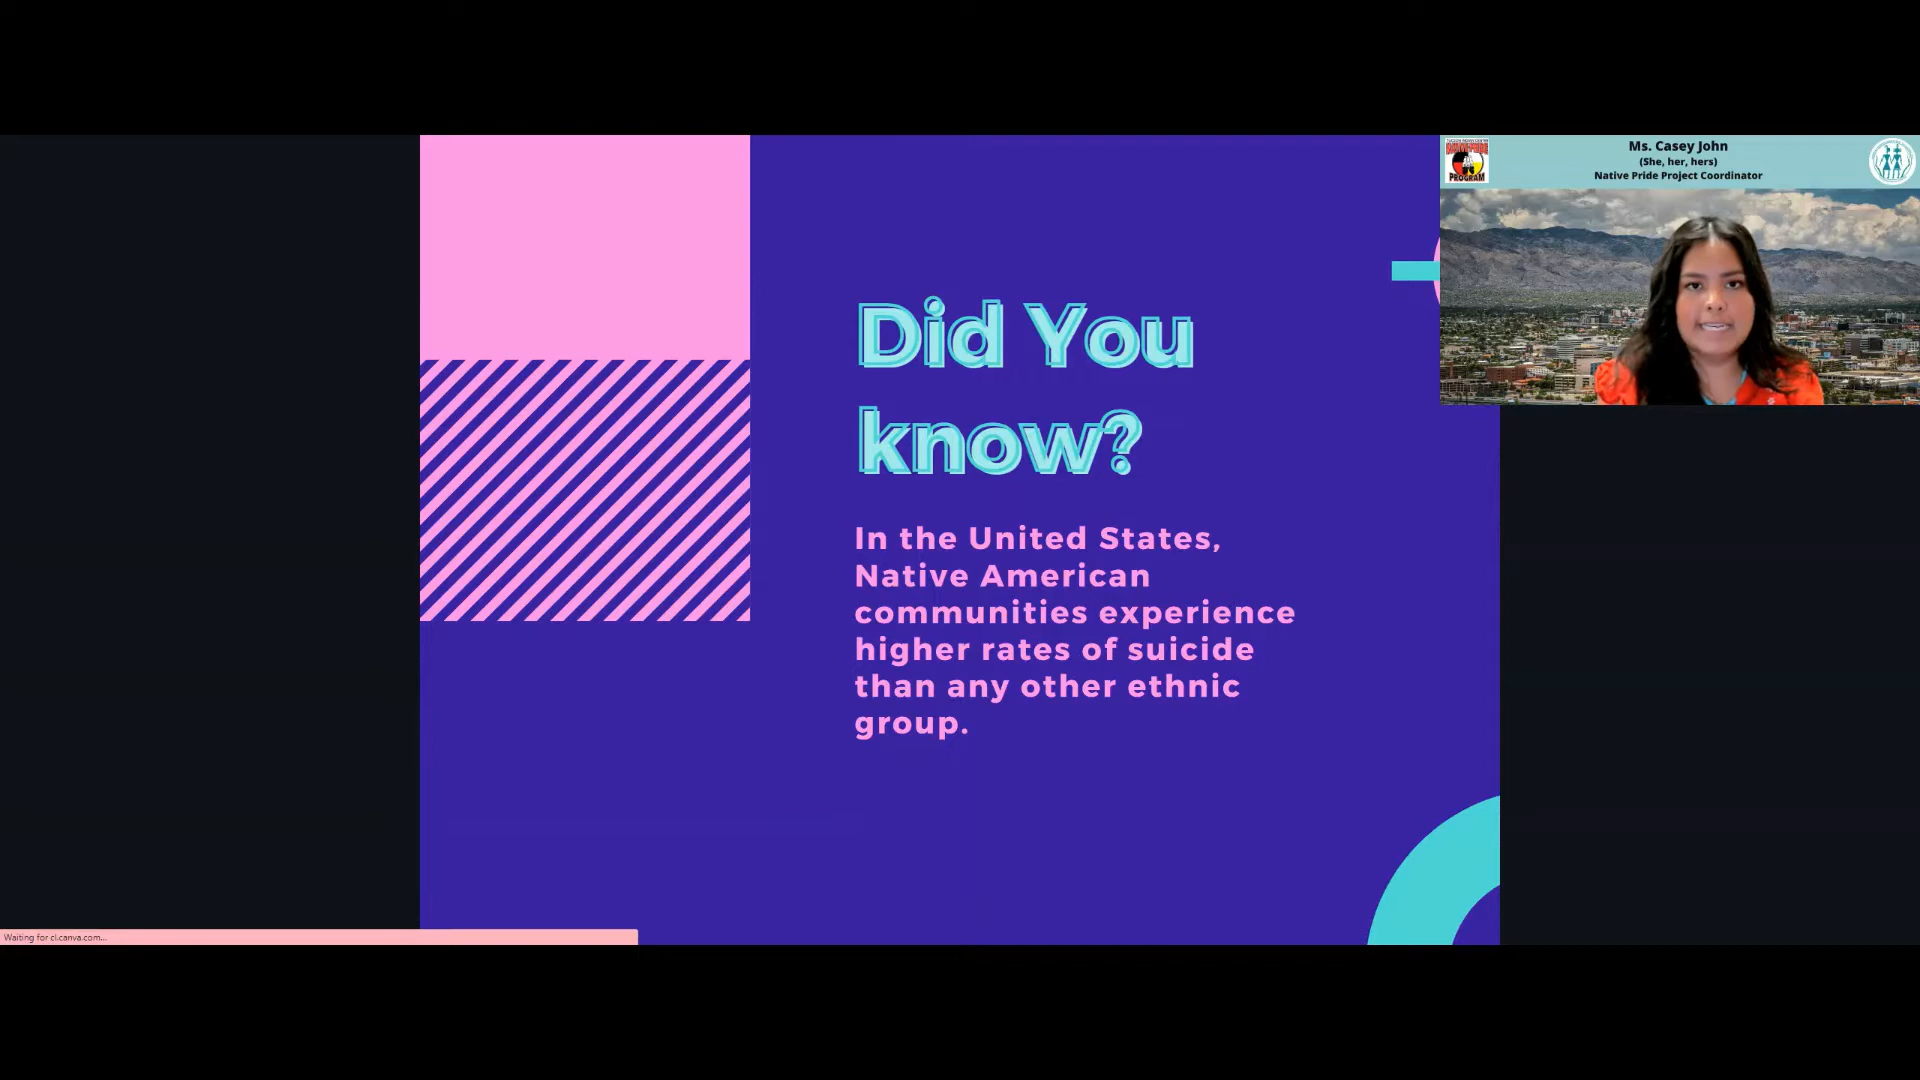 Ms. Casey John
(She, her, hers)
Native Pride Project Coordinator
PROGRAM
Did You
know?
In the United States,
Native American
communities experience
higher rates of suicide
than any other ethnic
group.
Waiting for cl.canva.com...